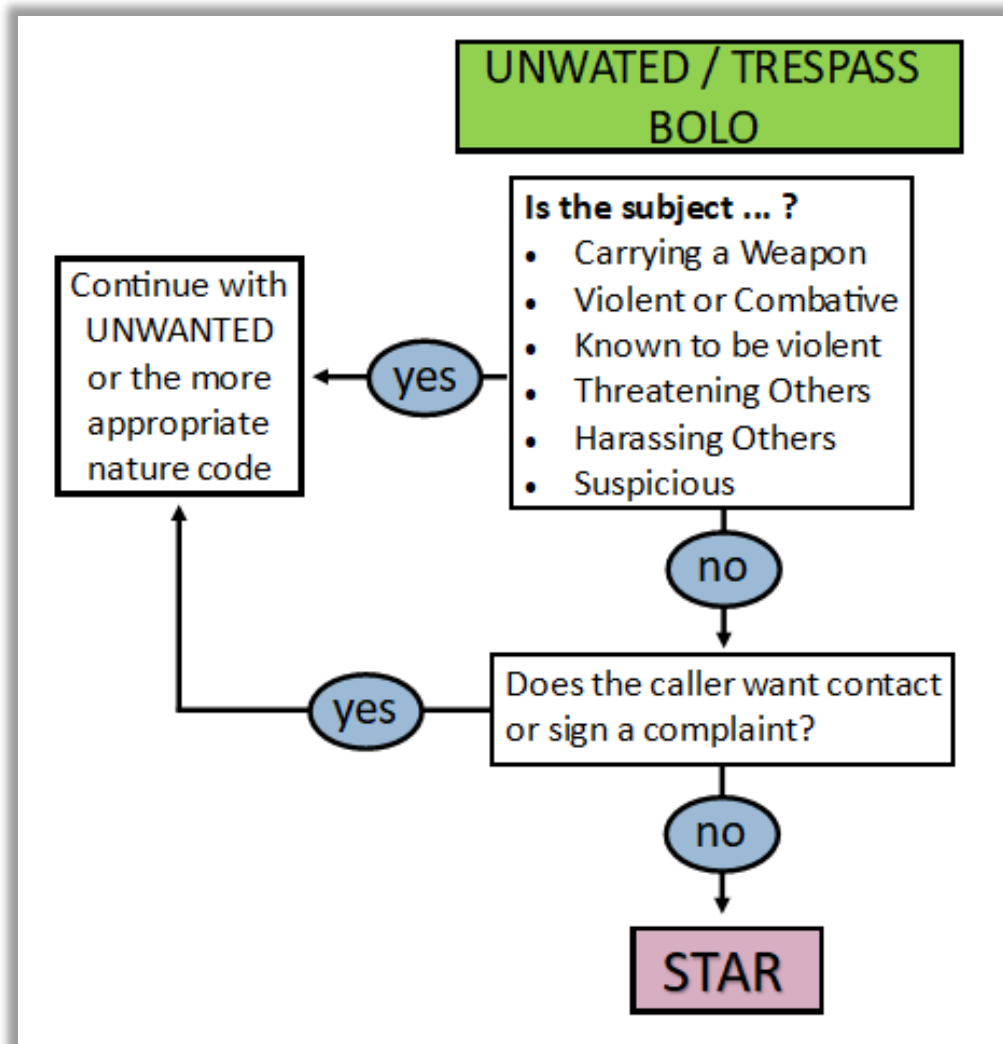 UNWATED / TRESPASS
BOLO
Is the subject ... ?
• Carrying a Weapon
• Violent or Combative
• Known to be violent
• Threatening Others
• Harassing Others
• Suspicious
yes
Continue with
UNWANTED
or the more
appropriate
nature code
no
Does the caller want contact
or sign a complaint?
yes
no
STAR